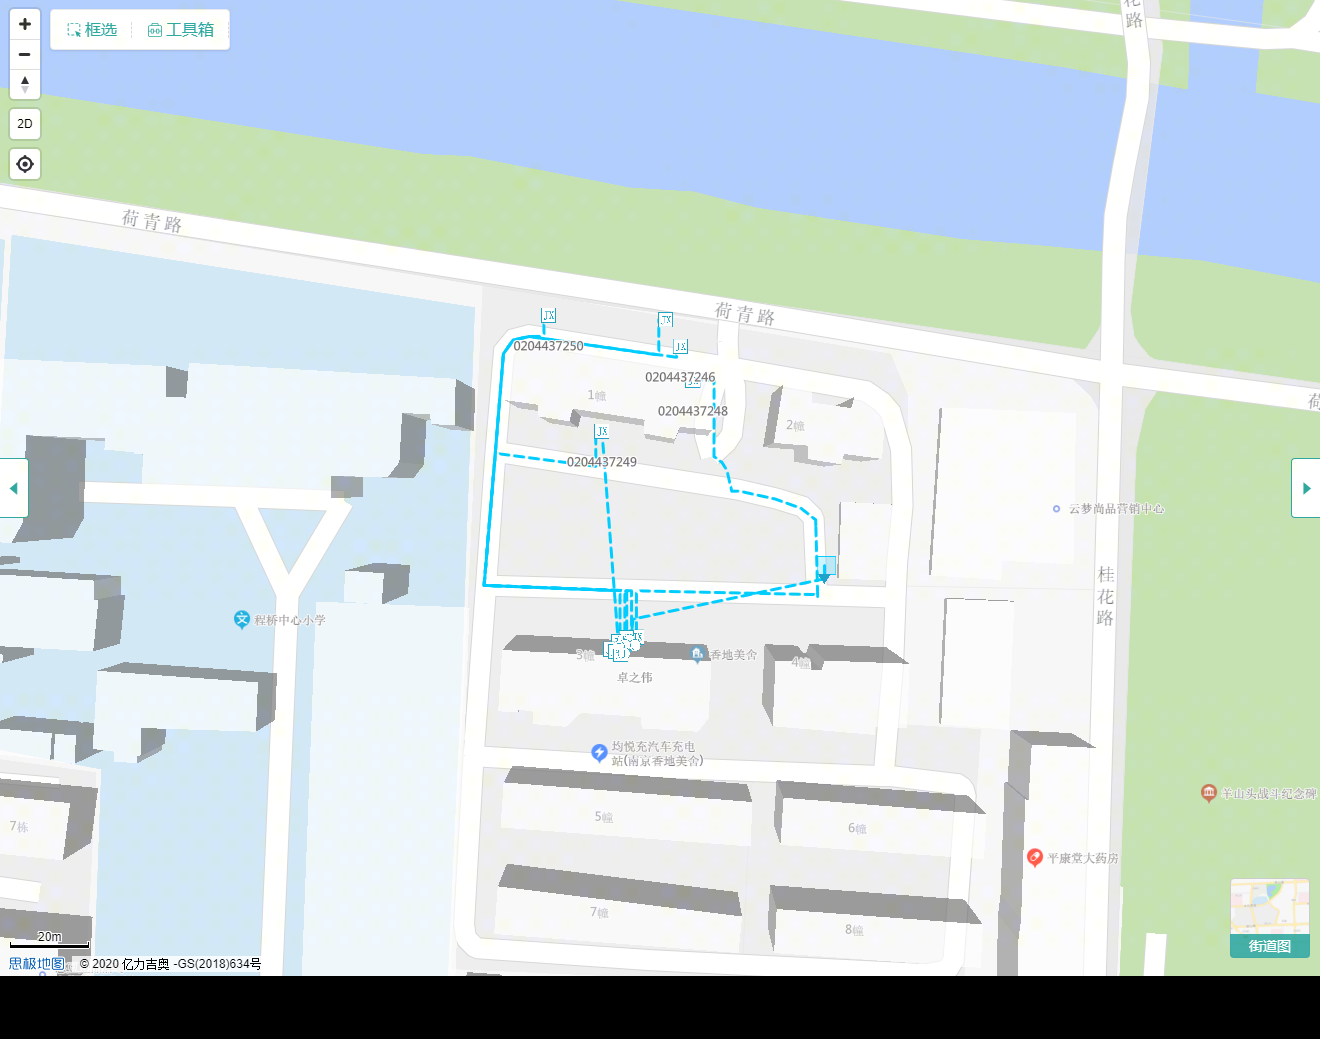 框选
工具箱
2D
花
路
荷青路
荷青路
荷
JX
JX
JX
0204437250
0204437246
1幢
0204437248
2幢
JX
0204437249
云梦尚品营销中心
桂
花
路
程桥中心小学
香地美舍
4幢
卓之伟
均悦充汽车充电
站(南京香地美舍)
羊山头战斗纪念碑
5幢
7栋
6幢
平康堂大药房
7幢
8幢
20m
街道图
思极地图
© 2020 亿力吉奥 -GS(2018)634号